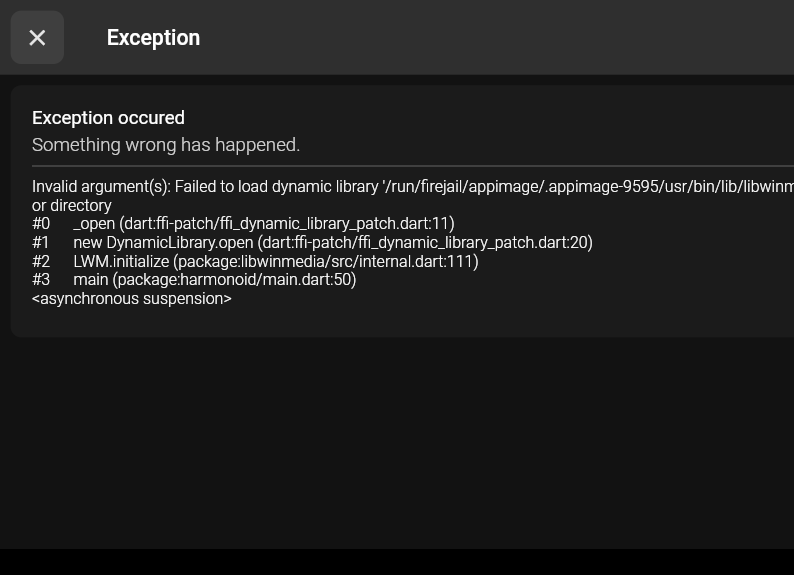 Exception
Exception occured
Something wrong has happened.
Invalid argument(s): Failed to load dynamic library '/run/firejail/appimage/.appimage-9595/usr/bin/lib/libwinm
or directory
#0 _open (dart:ffi-patch/ffi_dynamic_library_patch.dart:11)
#1 new DynamicLibrary.open (dart:ffi-patch/ffi_dynamic_library_patch.dart:20)
#2 LWM.initialize (package:libwinmedia/src/internal.dart:111)
#3 main (package:harmonoid/main.dart:50)
<asynchronous suspension>